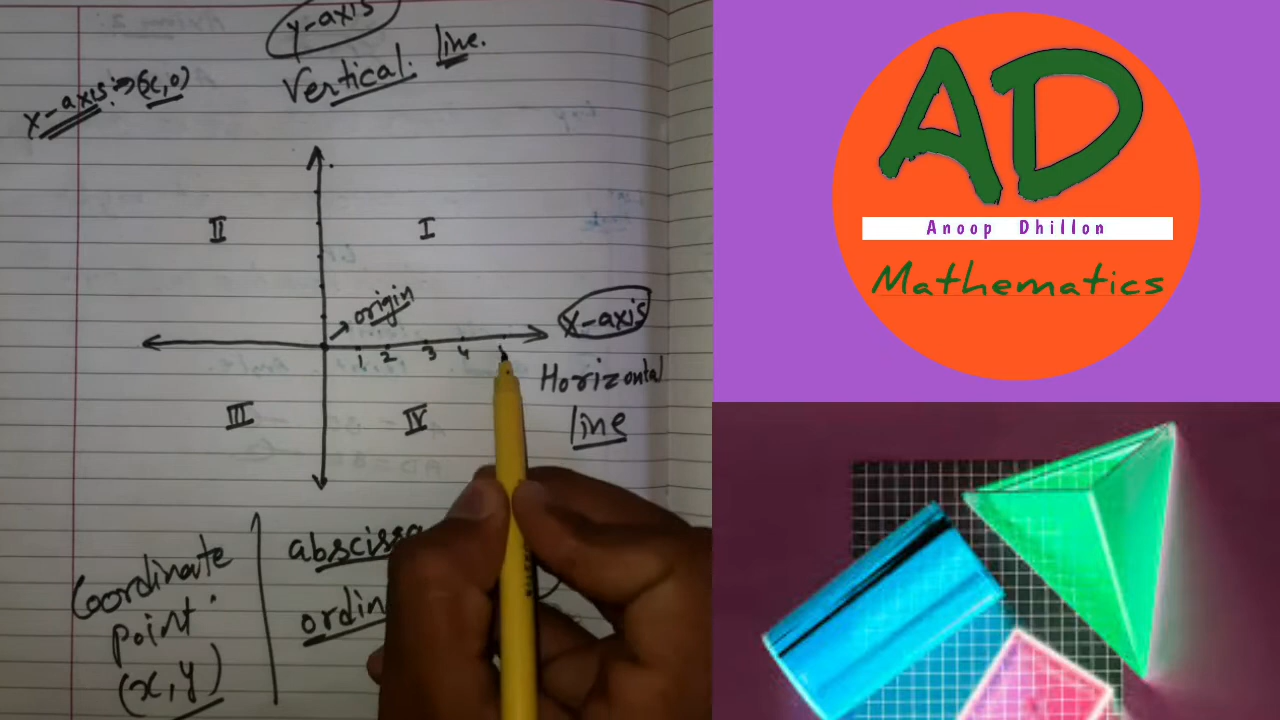 y-axis
Vertical line.
x-axis :→ (x,0)
II
I
origin
x-axis
1 2 3 4
Horizontal
line
III
IV
Coordinate
point
(x,y)
abscissa
AD
Anoop Dhillon
Mathematics